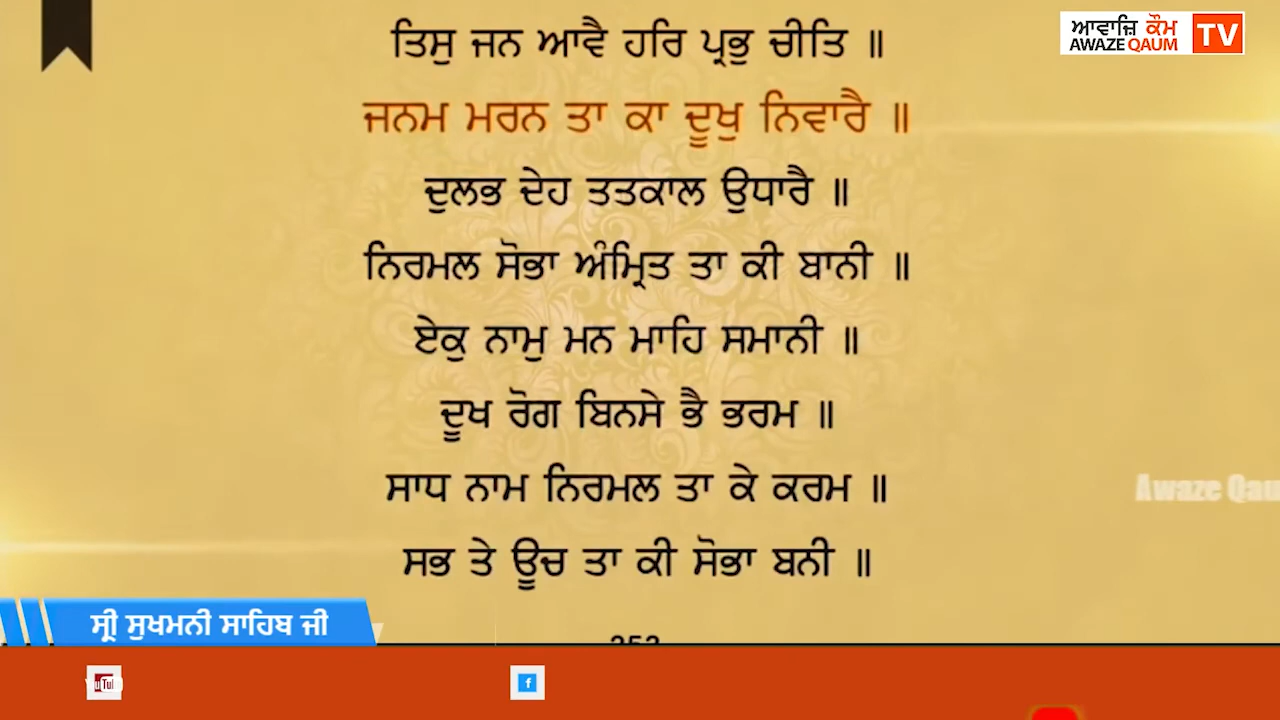 ਤਿਸੁ ਜਨ ਆਵੈ ਹਰਿ ਪ੍ਰਭੁ ਚੀਤਿ ॥
ਆਵਾਜ਼ਿ ਕੌਮ
AWAZE QAUM
TV
ਜਨਮ ਮਰਨ ਤਾ ਕਾ ਦੂਖੁ ਨਿਵਾਰੈ ॥
ਦੁਲਭ ਦੇਹ ਤਤਕਾਲ ਉਧਾਰੈ ॥
ਨਿਰਮਲ ਸੋਭਾ ਅੰਮ੍ਰਿਤ ਤਾ ਕੀ ਬਾਨੀ ॥
ਏਕੁ ਨਾਮੁ ਮਨ ਮਾਹਿ ਸਮਾਨੀ ॥
ਦੂਖ ਰੋਗ ਬਿਨਸੇ ਭੈ ਭਰਮ ॥
ਸਾਧ ਨਾਮ ਨਿਰਮਲ ਤਾ ਕੇ ਕਰਮ ॥
Awaze Qau
ਸਭ ਤੇ ਊਚ ਤਾ ਕੀ ਸੋਭਾ ਬਨੀ ॥
ਸ੍ਰੀ ਸੁਖਮਨੀ ਸਾਹਿਬ ਜੀ